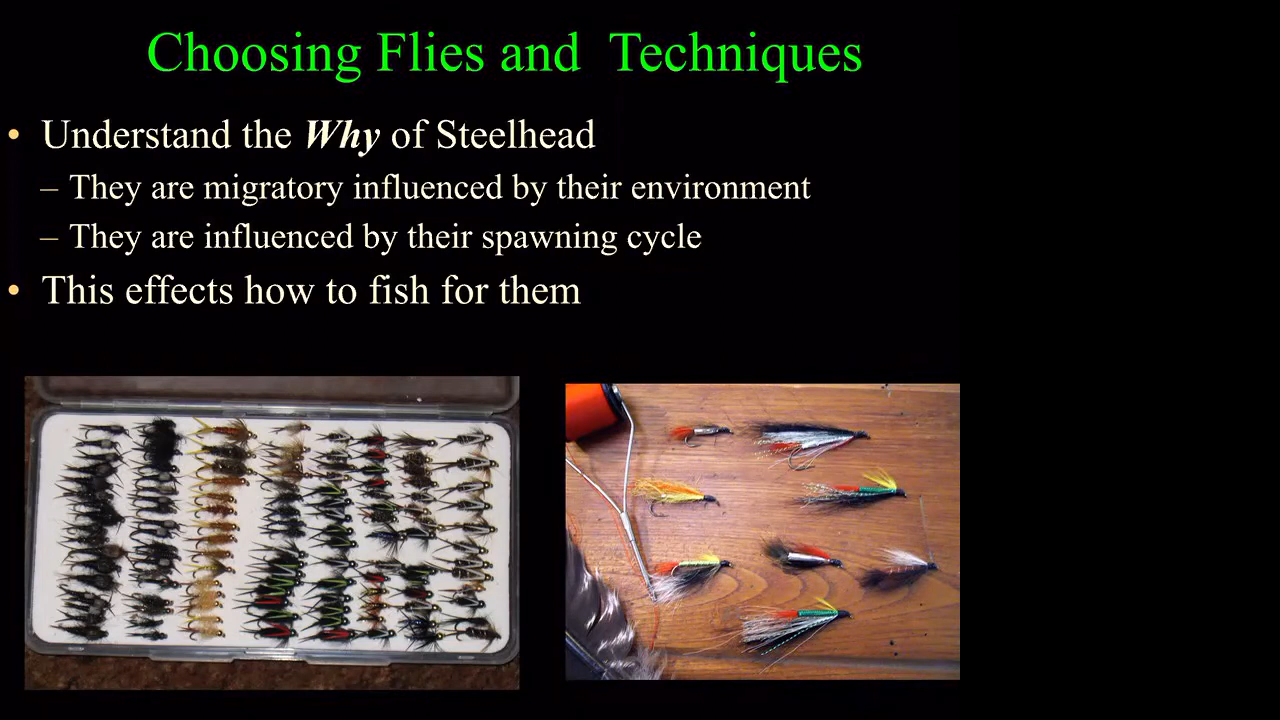 Choosing Flies and  Techniques
• Understand the Why of Steelhead
– They are migratory influenced by their environment
– They are influenced by their spawning cycle
• This effects how to fish for them